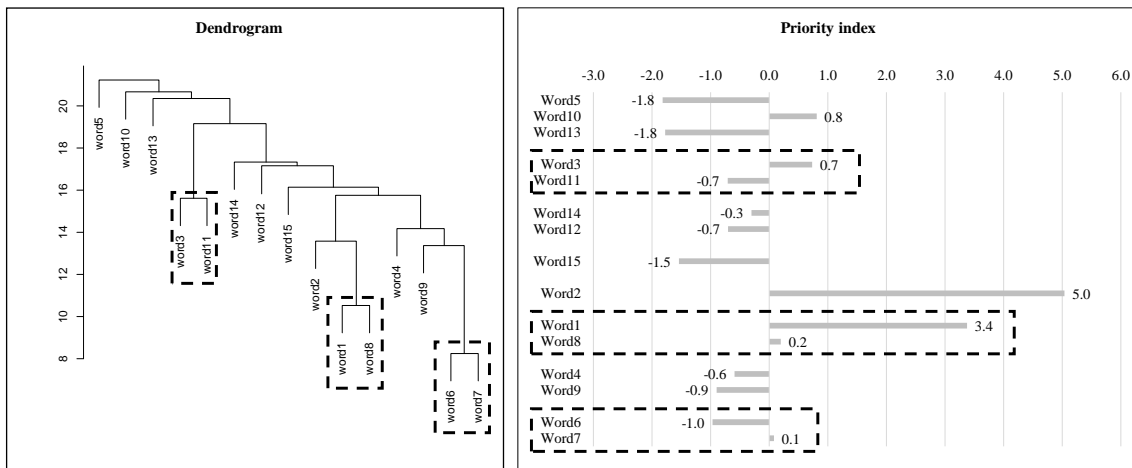 Dendrogram
20
18
16
14
12
10
8
word5
word10
word13
word3
word11
word14
word12
word15
word2
word1
word8
word4
word9
word6
word7
Priority index
-3.0 -2.0 -1.0 0.0 1.0 2.0 3.0 4.0 5.0 6.0
Word5 -1.8
Word10 0.8
Word13 -1.8
Word3 0.7
Word11 -0.7
Word14 -0.3
Word12 -0.7
Word15 -1.5
Word2 5.0
Word1 3.4
Word8 0.2
Word4 -0.6
Word9 -0.9
Word6 -1.0
Word7 0.1